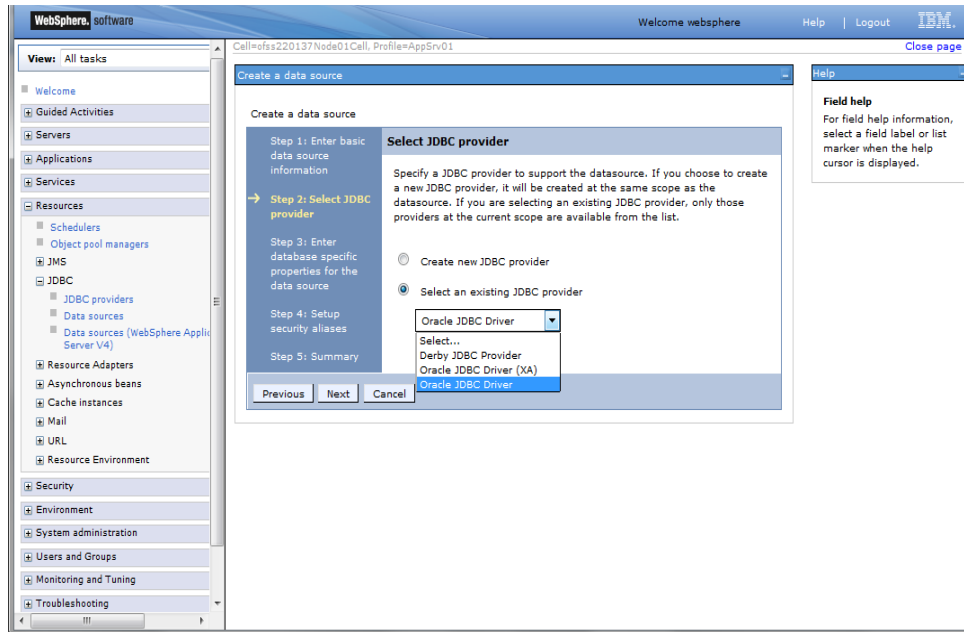 WebSphere. software
Welcome websphere
Help | Logout
IBM.
View: All tasks
Welcome
Guided Activities
Servers
Applications
Services
Resources
Schedulers
Object pool managers
JMS
JDBC
JDBC providers
Data sources
Data sources (WebSphere Applic
Server V4)
Resource Adapters
Asynchronous beans
Cache instances
Mail
URL
Resource Environment
Security
Environment
System administration
Users and Groups
Monitoring and Tuning
Troubleshooting
Cell=ofss220137Node01Cell, Profile=AppSrv01
Close page
Create a data source
Create a data source
Step 1: Enter basic
data source
information
Step 2: Select JDBC
provider
Step 3: Enter
database specific
properties for the
data source
Step 4: Setup
security aliases
Step 5: Summary
Select JDBC provider
Specify a JDBC provider to support the datasource. If you choose to create
a new JDBC provider, it will be created at the same scope as the
datasource. If you are selecting an existing JDBC provider, only those
providers at the current scope are available from the list.
Create new JDBC provider
Select an existing JDBC provider
Oracle JDBC Driver
Select...
Derby JDBC Provider
Oracle JDBC Driver (XA)
Oracle JDBC Driver
Previous
Next
Cancel
Help
Field help
For field help information,
select a field label or list
marker when the help
cursor is displayed.